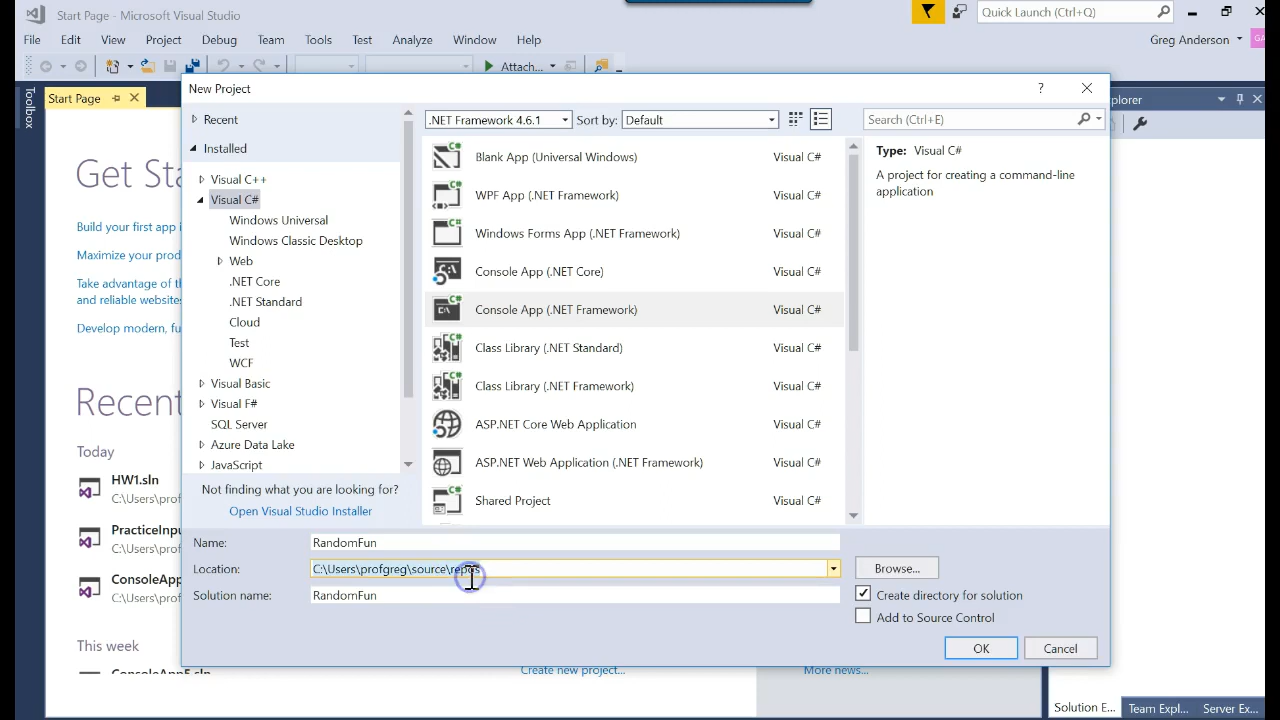 Start Page - Microsoft Visual Studio
Quick Launch (Ctrl+Q)
File Edit View Project Debug Team Tools Test Analyze Window Help
Greg Anderson
GA
Attach...
Toolbox
Start Page
Get Sta
Build your first app i
Maximize your prod
Take advantage of th
and reliable websites
Develop modern, fu
Recent
Today
HW1.sln
C:\Users\prof
PracticeInpu
C:\Users\prof
ConsoleApp
C:\Users\prof
This week
ConsoleApp5.sln
New Project
?
Recent
Installed
Visual C++
Visual C#
Windows Universal
Windows Classic Desktop
Web
.NET Core
.NET Standard
Cloud
Test
WCF
Visual Basic
Visual F#
SQL Server
Azure Data Lake
JavaScript
Not finding what you are looking for?
Open Visual Studio Installer
.NET Framework 4.6.1
Sort by: Default
Search (Ctrl+E)
Blank App (Universal Windows) Visual C#
WPF App (.NET Framework) Visual C#
Windows Forms App (.NET Framework) Visual C#
Console App (.NET Core) Visual C#
Console App (.NET Framework) Visual C#
Class Library (.NET Standard) Visual C#
Class Library (.NET Framework) Visual C#
ASP.NET Core Web Application Visual C#
ASP.NET Web Application (.NET Framework) Visual C#
Shared Project Visual C#
Type: Visual C#
A project for creating a command-line
application
Name: RandomFun
Location: C:\Users\profgreg\source\repos
Browse...
Solution name: RandomFun
Create directory for solution
Add to Source Control
OK Cancel
Create new project...
More news...
plorer
Solution E... Team Expl... Server Ex...